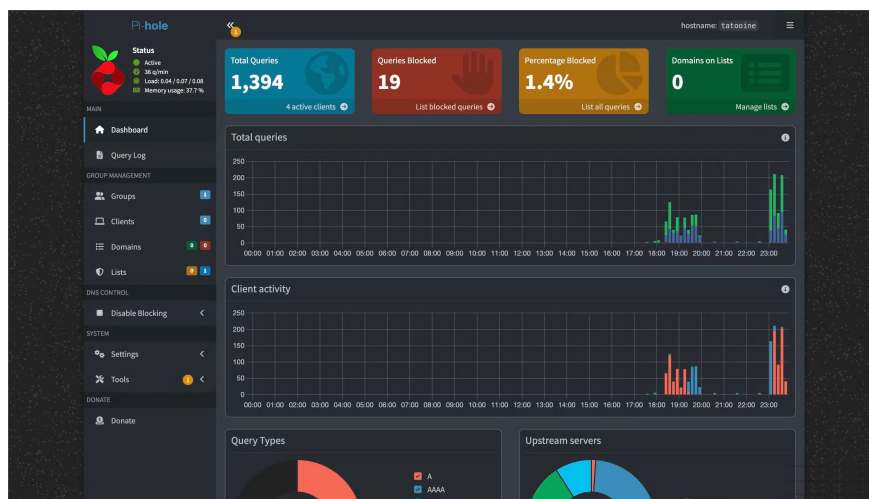 Pi-hole
1
hostname: tatooine
Status
Active
36 q/min
Load: 0.04 / 0.07 / 0.08
Memory usage: 37.7 %
MAIN
Dashboard
Query Log
GROUP MANAGEMENT
Groups 1
Clients 0
Domains 0 0
Lists 0 1
DNS CONTROL
Disable Blocking
SYSTEM
Settings
Tools 1
DONATE
Donate
Total Queries
1,394
4 active clients
Queries Blocked
19
List blocked queries
Percentage Blocked
1.4%
List all queries
Domains on Lists
0
Manage lists
Total queries
250
200
150
100
50
0
00:00 01:00 02:00 03:00 04:00 05:00 06:00 07:00 08:00 09:00 10:00 11:00 12:00 13:00 14:00 15:00 16:00 17:00 18:00 19:00 20:00 21:00 22:00 23:00
Client activity
250
200
150
100
50
0
00:00 01:00 02:00 03:00 04:00 05:00 06:00 07:00 08:00 09:00 10:00 11:00 12:00 13:00 14:00 15:00 16:00 17:00 18:00 19:00 20:00 21:00 22:00 23:00
Query Types
A
AAAA
Upstream servers